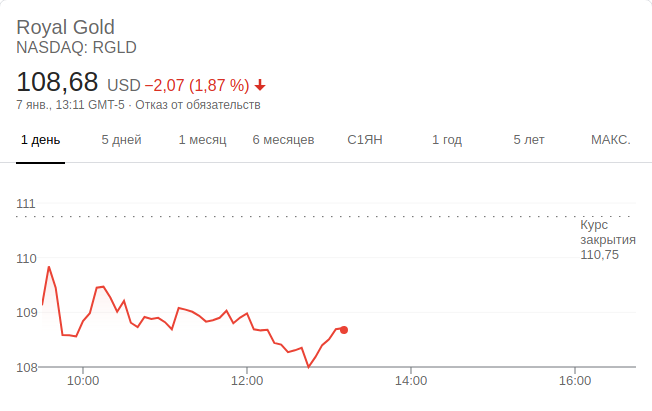 Royal Gold
NASDAQ: RGLD
108,68 USD −2,07 (1,87 %)
7 янв., 13:11 GMT-5 · Отказ от обязательств
1 день 5 дней 1 месяц 6 месяцев С1ЯН 1 год 5 лет МАКС.
111
Курс
закрытия
110,75
110
109
108
10:00 12:00 14:00 16:00